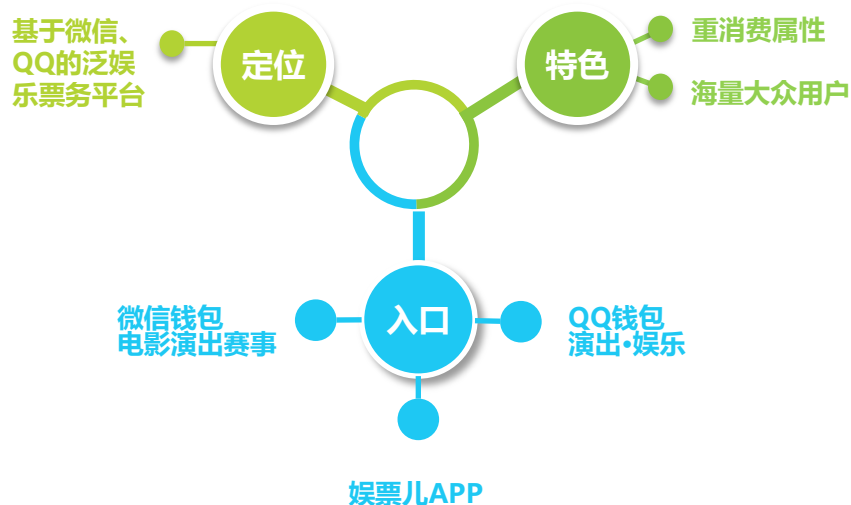 基于微信、
QQ的泛娱
乐票务平台
定位
特色
重消费属性
海量大众用户
入口
微信钱包
电影演出赛事
QQ钱包
演出•娱乐
娱票儿APP